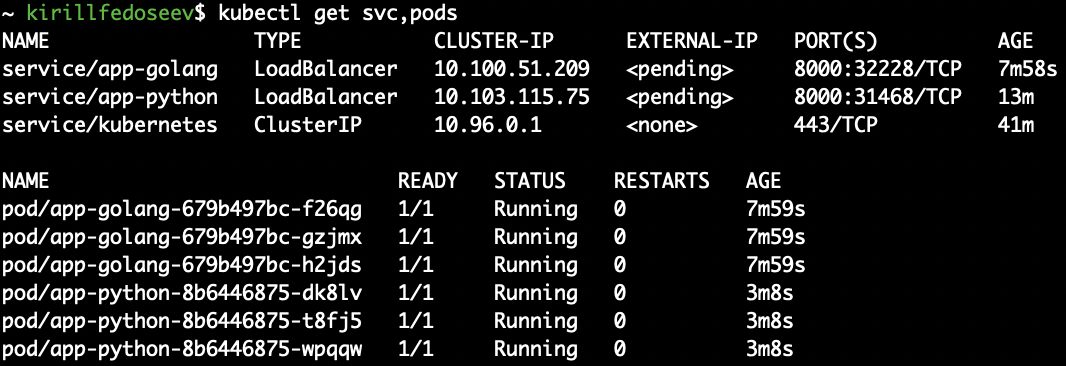 ~ kirillfedoseev$ kubectl get svc,pods
NAME TYPE CLUSTER-IP EXTERNAL-IP PORT(S) AGE
service/app-golang LoadBalancer 10.100.51.209 <pending> 8000:32228/TCP 7m58s
service/app-python LoadBalancer 10.103.115.75 <pending> 8000:31468/TCP 13m
service/kubernetes ClusterIP 10.96.0.1 <none> 443/TCP 41m
NAME READY STATUS RESTARTS AGE
pod/app-golang-679b497bc-f26qg 1/1 Running 0 7m59s
pod/app-golang-679b497bc-gzjmx 1/1 Running 0 7m59s
pod/app-golang-679b497bc-h2jds 1/1 Running 0 7m59s
pod/app-python-8b6446875-dk8lv 1/1 Running 0 3m8s
pod/app-python-8b6446875-t8fj5 1/1 Running 0 3m8s
pod/app-python-8b6446875-wpqqw 1/1 Running 0 3m8s